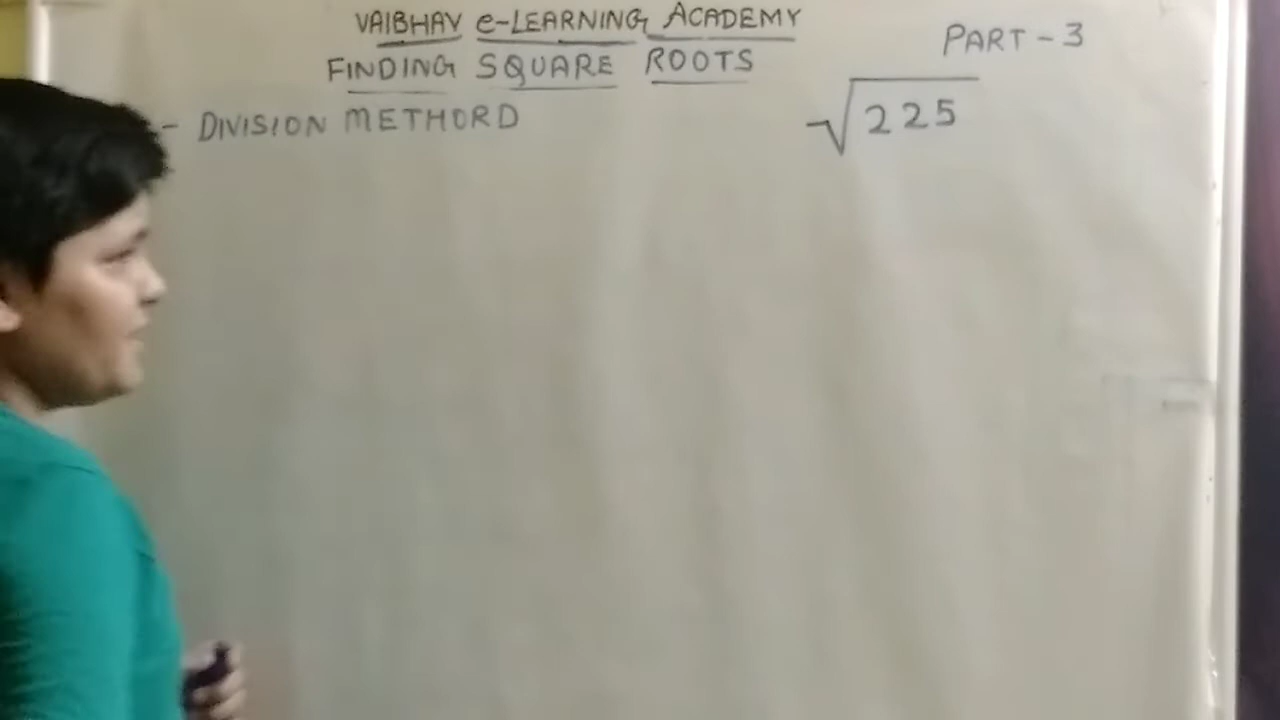 VAIBHAV e-LEARNING ACADEMY
FINDING SQUARE ROOTS
PART-3
- DIVISION METHORD
√225